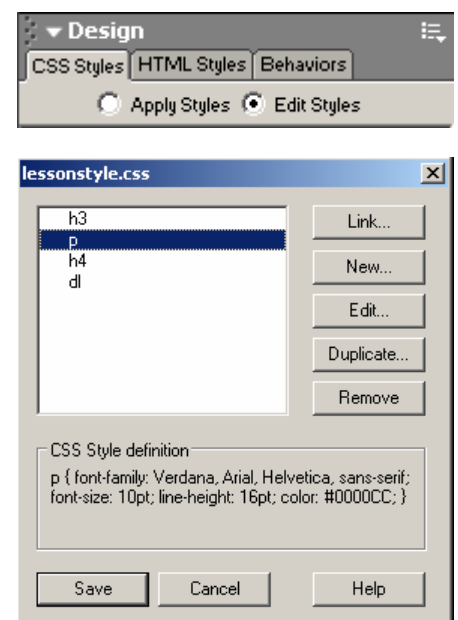 Design
CSS Styles HTML Styles Behaviors
Apply Styles Edit Styles
lessonstyle.css
h3
p
h4
dl
Link...
New...
Edit...
Duplicate...
Remove
CSS Style definition
p { font-family: Verdana, Arial, Helvetica, sans-serif;
font-size: 10pt; line-height: 16pt; color: #0000CC; }
Save Cancel Help